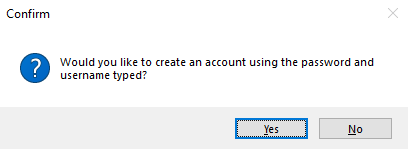 Confirm
Would you like to create an account using the password and
username typed?
Yes
No